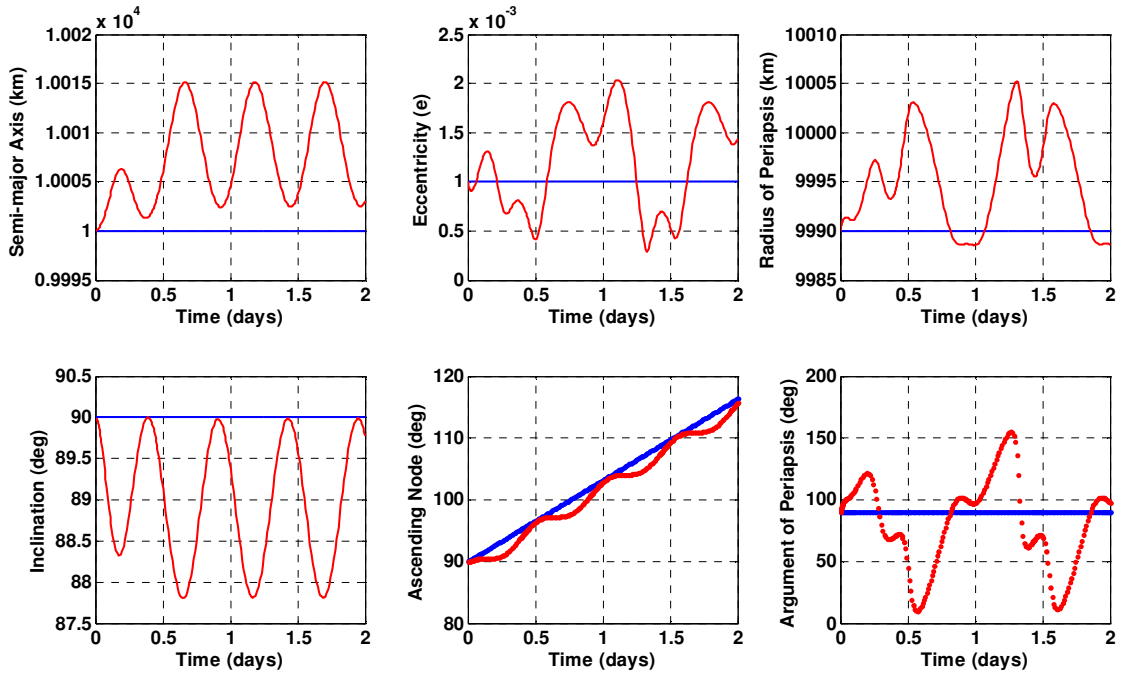 x 10^4
1.002
1.0015
1.001
1.0005
1
0.9995
Semi-major Axis (km)
0 0.5 1 1.5 2
Time (days)
x 10^-3
2.5
2
1.5
1
0.5
0
Eccentricity (e)
0 0.5 1 1.5 2
Time (days)
10010
10005
10000
9995
9990
9985
Radius of Periapsis (km)
0 0.5 1 1.5 2
Time (days)
90.5
90
89.5
89
88.5
88
87.5
Inclination (deg)
0 0.5 1 1.5 2
Time (days)
120
110
100
90
80
Ascending Node (deg)
0 0.5 1 1.5 2
Time (days)
200
150
100
50
0
Argument of Periapsis (deg)
0 0.5 1 1.5 2
Time (days)